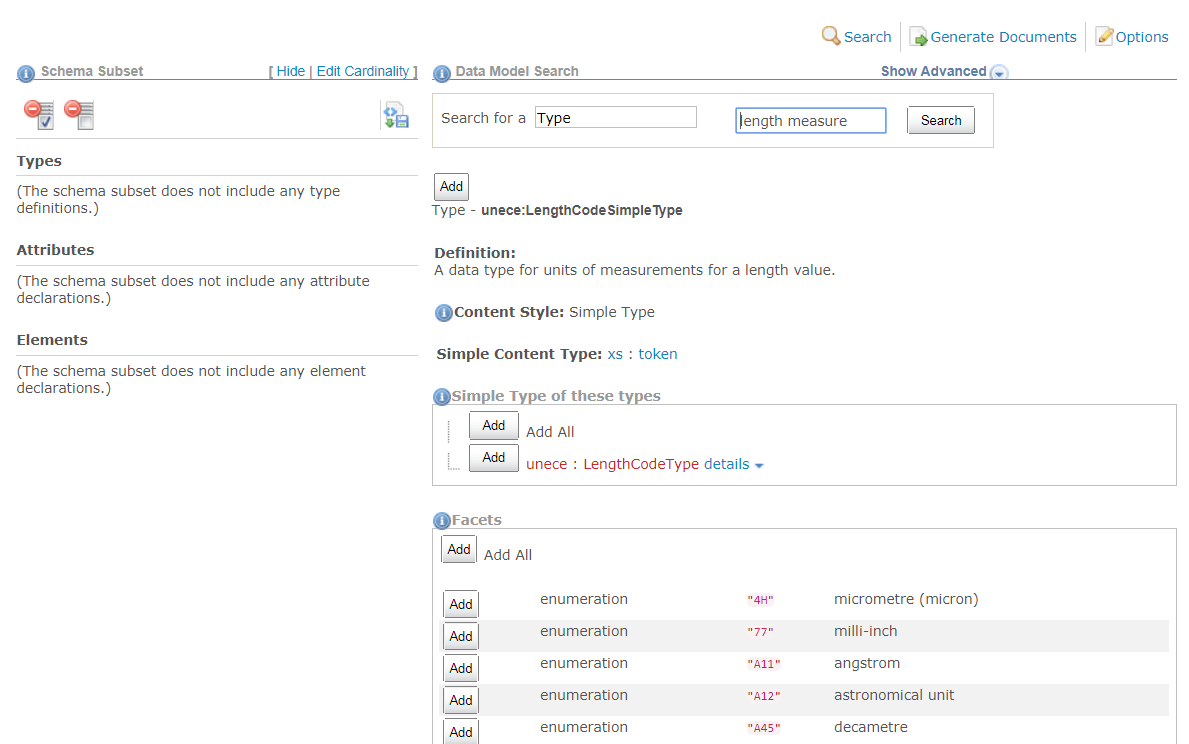 Search Generate Documents Options
Schema Subset [ Hide | Edit Cardinality ]
Types
(The schema subset does not include any type
definitions.)
Attributes
(The schema subset does not include any attribute
declarations.)
Elements
(The schema subset does not include any element
declarations.)
Data Model Search Show Advanced
Search for a Type length measure Search
Add
Type - unece:LengthCodeSimpleType
Definition:
A data type for units of measurements for a length value.
Content Style: Simple Type
Simple Content Type: xs : token
Simple Type of these types
Add Add All
Add unece : LengthCodeType details
Facets
Add Add All
Add enumeration "4H" micrometre (micron)
Add enumeration "77" milli-inch
Add enumeration "A11" angstrom
Add enumeration "A12" astronomical unit
Add enumeration "A45" decametre